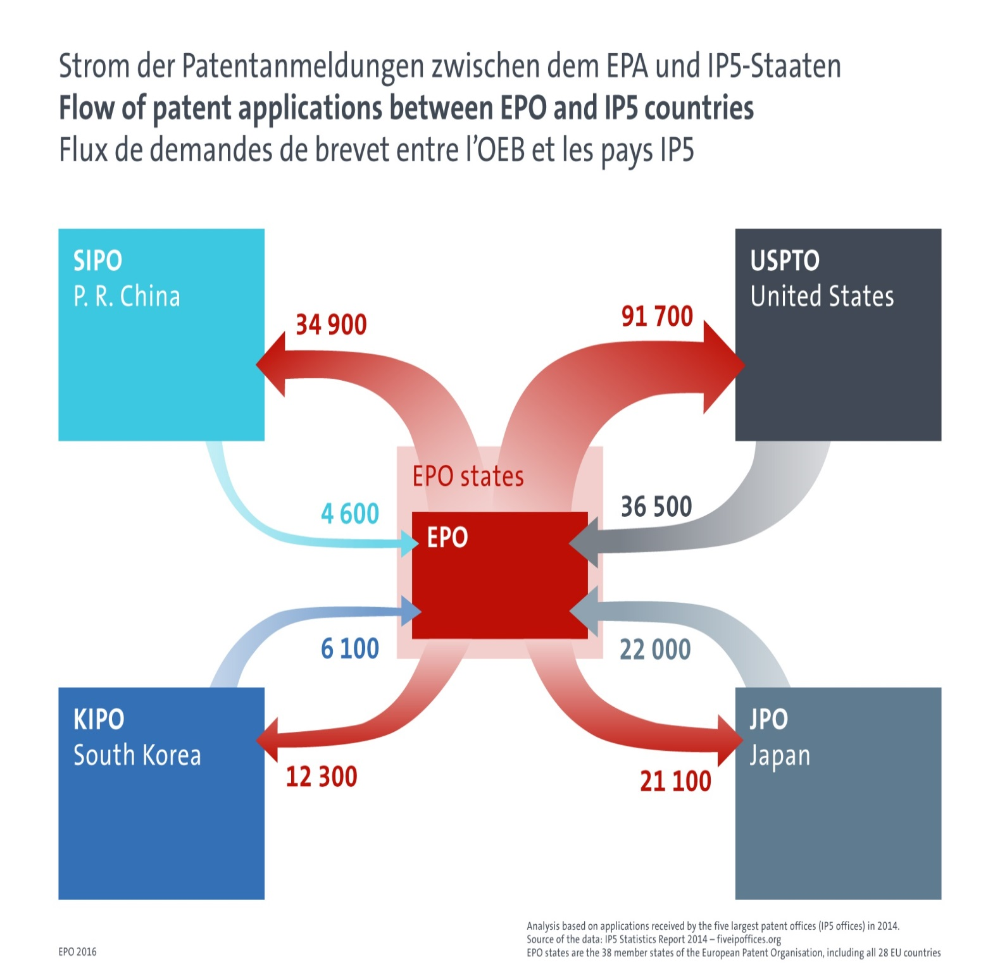 Strom der Patentanmeldungen zwischen dem EPA und IP5-Staaten
Flow of patent applications between EPO and IP5 countries
Flux de demandes de brevet entre l’OEB et les pays IP5
SIPO
P. R. China
USPTO
United States
34 900
91 700
EPO states
4 600
36 500
EPO
6 100
22 000
KIPO
South Korea
JPO
Japan
12 300
21 100
Analysis based on applications received by the five largest patent offices (IP5 offices) in 2014.
Source of the data: IP5 Statistics Report 2014 – fiveipoffices.org
EPO states are the 38 member states of the European Patent Organisation, including all 28 EU countries
EPO 2016